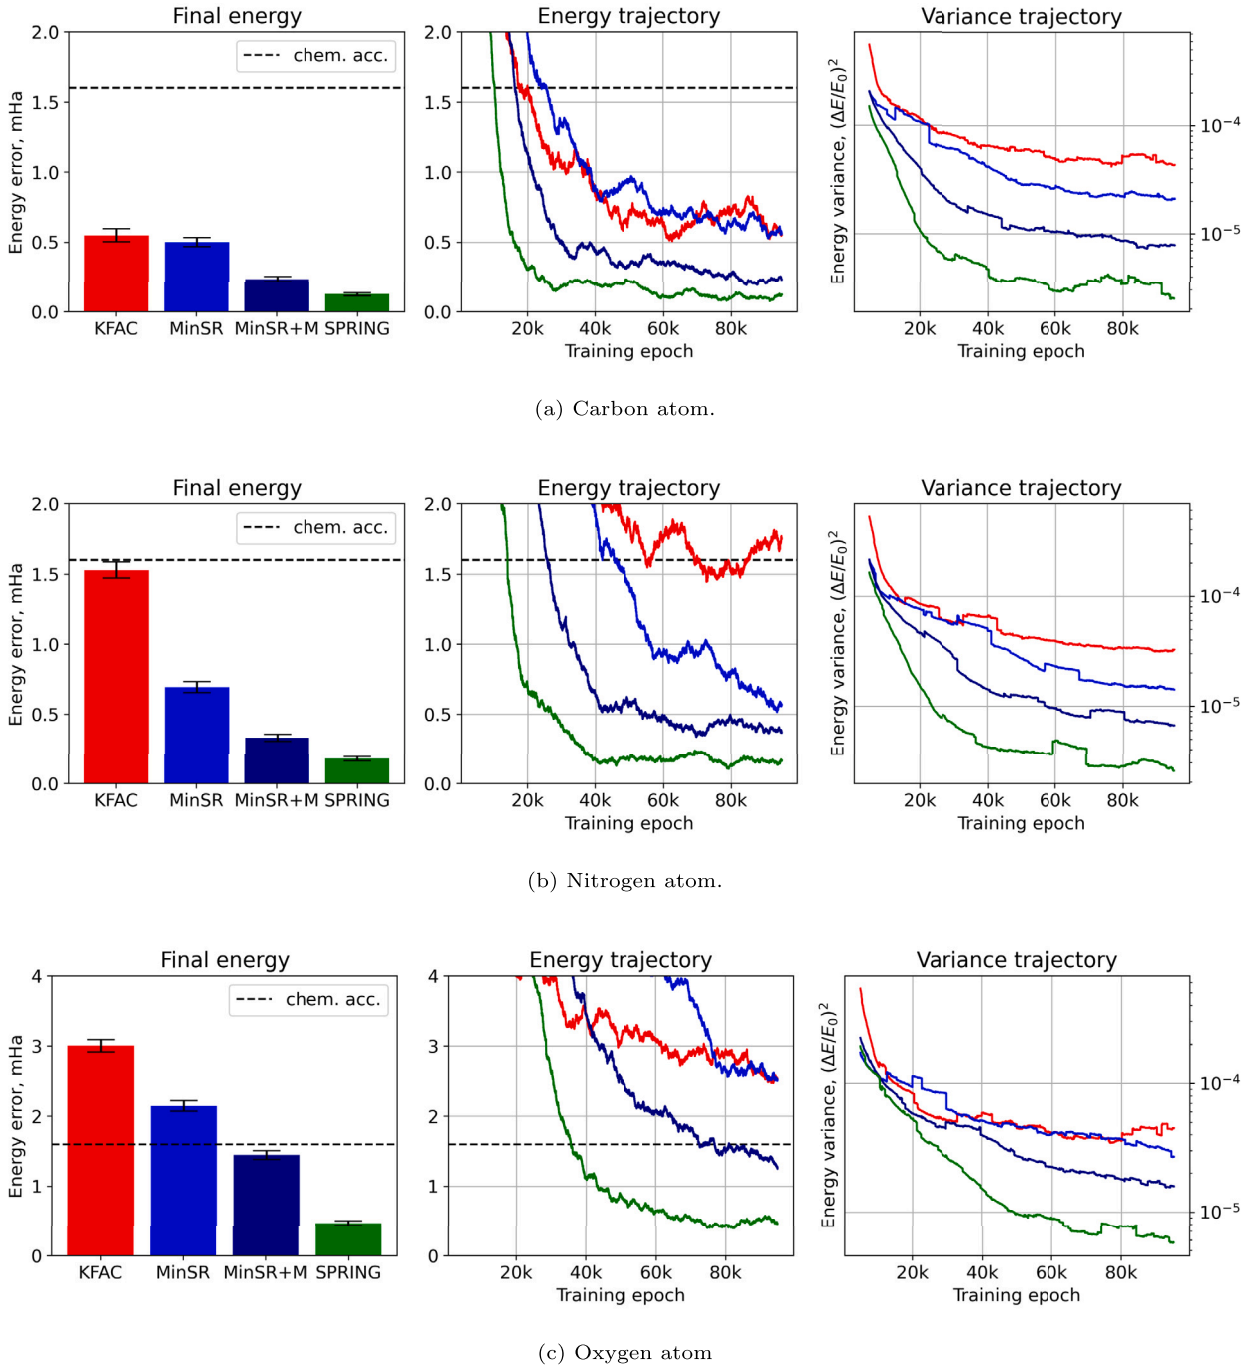 Final energy
2.0
1.5
1.0
0.5
0.0
Energy error, mHa
chem. acc.
KFAC MinSR MinSR+M SPRING
Energy trajectory
2.0
1.5
1.0
0.5
0.0
20k 40k 60k 80k
Training epoch
Variance trajectory
Energy variance, (ΔE/E₀)²
10⁻⁴
10⁻⁵
20k 40k 60k 80k
Training epoch
(a) Carbon atom.
Final energy
2.0
1.5
1.0
0.5
0.0
Energy error, mHa
chem. acc.
KFAC MinSR MinSR+M SPRING
Energy trajectory
2.0
1.5
1.0
0.5
0.0
20k 40k 60k 80k
Training epoch
Variance trajectory
Energy variance, (ΔE/E₀)²
10⁻⁴
10⁻⁵
20k 40k 60k 80k
Training epoch
(b) Nitrogen atom.
Final energy
4
3
2
1
0
Energy error, mHa
chem. acc.
KFAC MinSR MinSR+M SPRING
Energy trajectory
4
3
2
1
0
20k 40k 60k 80k
Training epoch
Variance trajectory
Energy variance, (ΔE/E₀)²
10⁻⁴
10⁻⁵
20k 40k 60k 80k
Training epoch
(c) Oxygen atom